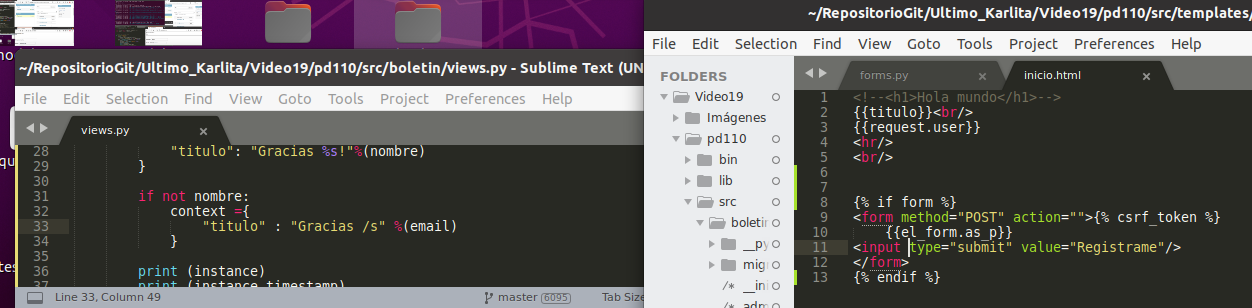 ~/RepositorioGit/Ultimo_Karlita/Video19/pd110/src/templates/
File Edit Selection Find View Goto Tools Project Preferences Help
FOLDERS
Video19
Imágenes
pd110
bin
lib
src
boletin
__py
mig
/* __ini
/* adm
forms.py × inicio.html ×
1 <!--<h1>Hola mundo</h1>-->
2 {{titulo}}<br/>
3 {{request.user}}
4 <hr/>
5 <br/>
6
7
8 {% if form %}
9 <form method="POST" action="">{% csrf_token %}
10 {{el_form.as_p}}
11 <input type="submit" value="Registrame"/>
12 </form>
13 {% endif %}
~/RepositorioGit/Ultimo_Karlita/Video19/pd110/src/boletin/views.py - Sublime Text (UN
File Edit Selection Find View Goto Tools Project Preferences Help
views.py ×
28 "titulo": "Gracias %s!"%(nombre)
29 }
30
31 if not nombre:
32 context ={
33 "titulo" : "Gracias /s" %(email)
34 }
35
36 print (instance)
37 print (instance.timestamp)
Line 33, Column 49 master 6095 Tab Size